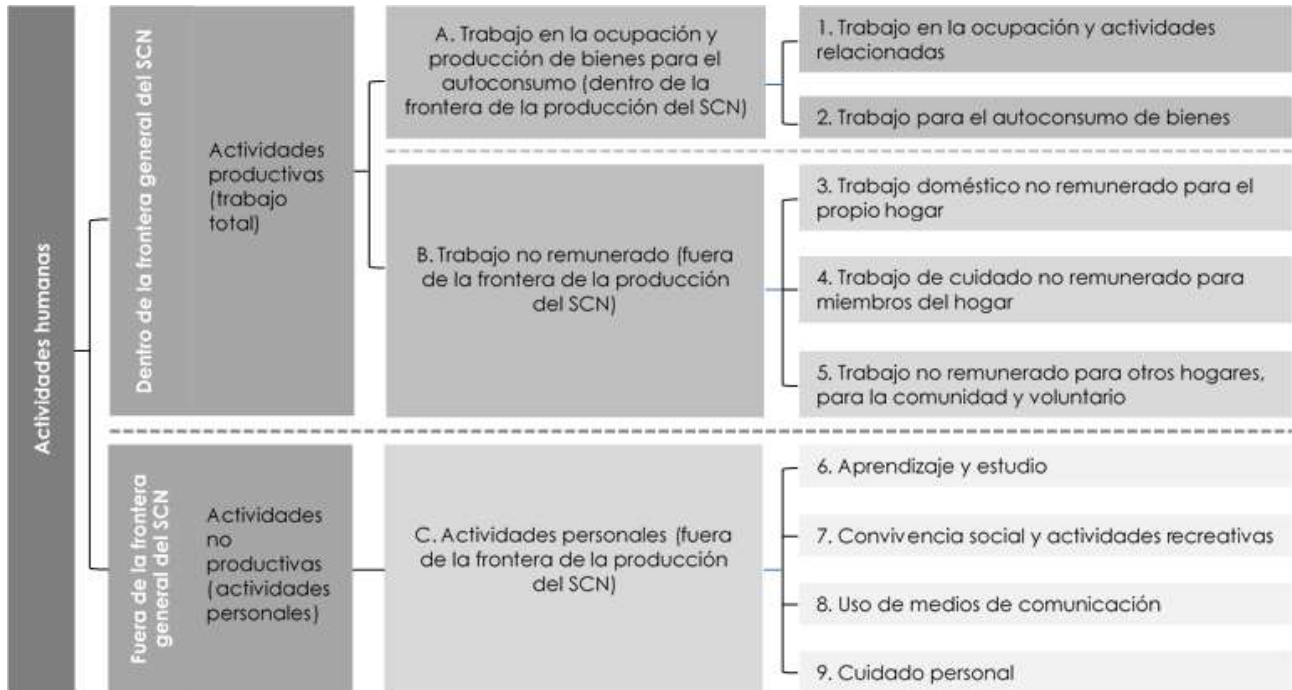 Actividades humanas
Dentro de la frontera general del SCN
Actividades
productivas
(trabajo
total)
A. Trabajo en la ocupación y
producción de bienes para el
autoconsumo (dentro de la
frontera de la producción del SCN)
1. Trabajo en la ocupación y actividades
relacionadas
2. Trabajo para el autoconsumo de bienes
B. Trabajo no remunerado (fuera
de la frontera de la producción
del SCN)
3. Trabajo doméstico no remunerado para el
propio hogar
4. Trabajo de cuidado no remunerado para
miembros del hogar
5. Trabajo no remunerado para otros hogares,
para la comunidad y voluntario
Fuera de la frontera
general del SCN
Actividades
no
productivas
(actividades
personales)
C. Actividades personales (fuera
de la frontera de la producción
del SCN)
6. Aprendizaje y estudio
7. Convivencia social y actividades recreativas
8. Uso de medios de comunicación
9. Cuidado personal